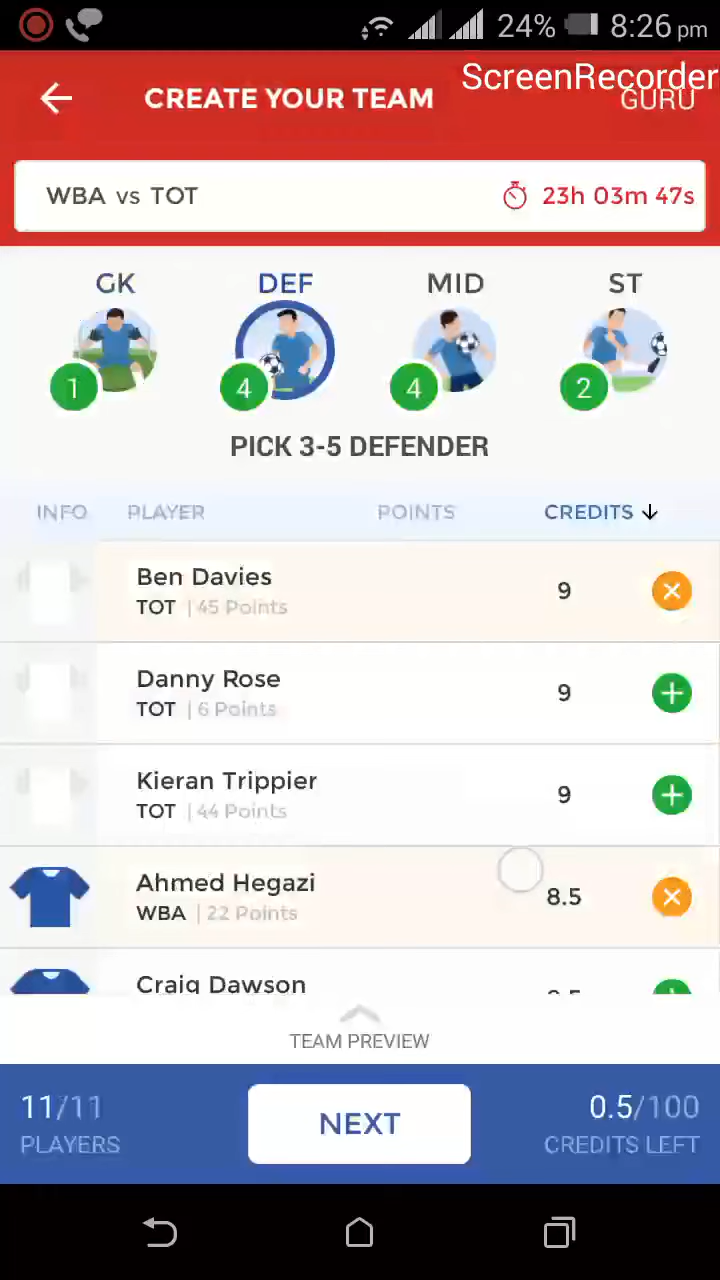 24% 8:26 pm
ScreenRecorder
CREATE YOUR TEAM GURU
WBA vs TOT 23h 03m 47s
GK DEF MID ST
1 4 4 2
PICK 3-5 DEFENDER
INFO PLAYER POINTS CREDITS
Ben Davies
TOT | 45 Points 9
Danny Rose
TOT | 6 Points 9
Kieran Trippier
TOT | 44 Points 9
Ahmed Hegazi
WBA | 22 Points 8.5
Craig Dawson
TEAM PREVIEW
11/11 NEXT 0.5/100
PLAYERS CREDITS LEFT